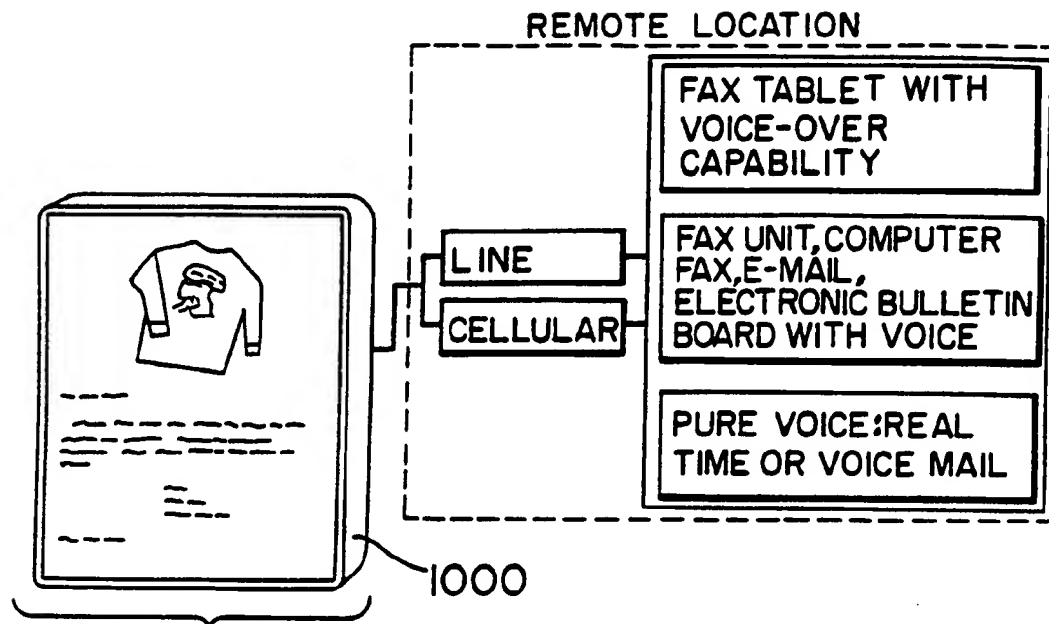 REMOTE LOCATION
FAX TABLET WITH
VOICE-OVER
CAPABILITY
LINE
CELLULAR
FAX UNIT, COMPUTER
FAX, E-MAIL,
ELECTRONIC BULLETIN
BOARD WITH VOICE
PURE VOICE: REAL
TIME OR VOICE MAIL
1000